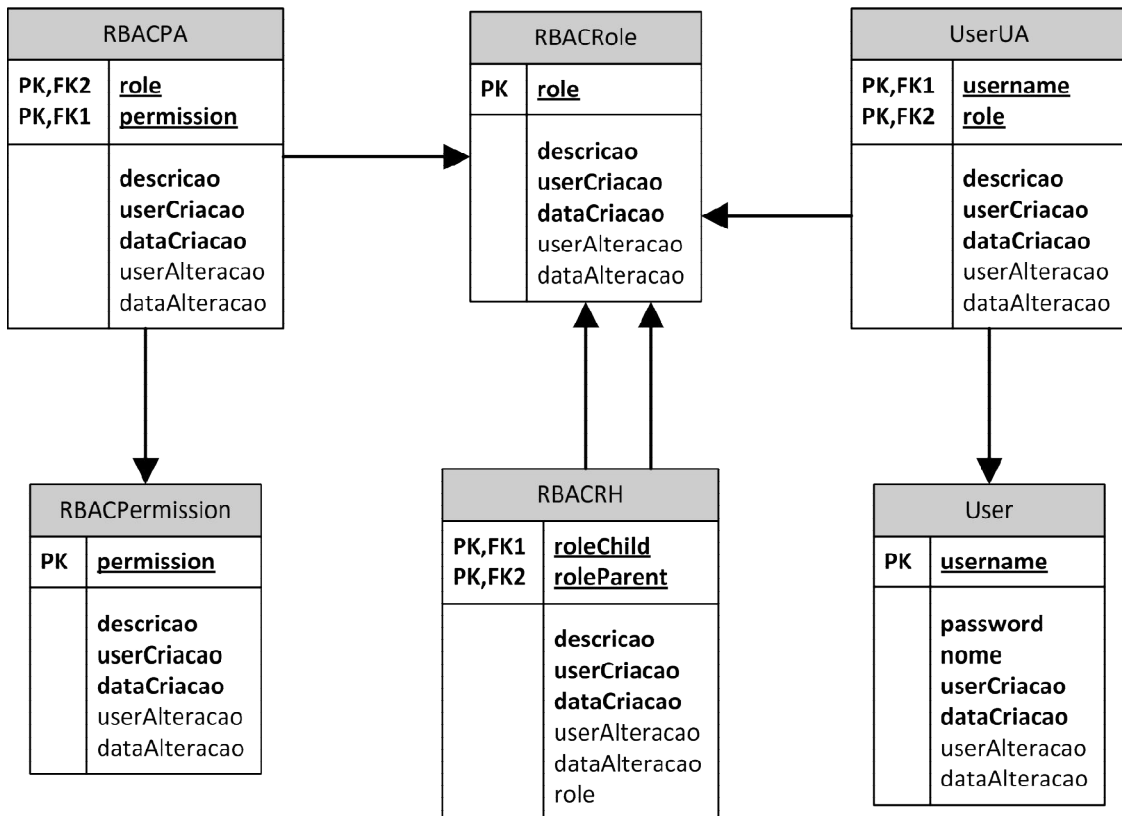 RBACPA
PK,FK2 role
PK,FK1 permission
descricao
userCriacao
dataCriacao
userAlteracao
dataAlteracao
RBACRole
PK role
descricao
userCriacao
dataCriacao
userAlteracao
dataAlteracao
UserUA
PK,FK1 username
PK,FK2 role
descricao
userCriacao
dataCriacao
userAlteracao
dataAlteracao
RBACPermission
PK permission
descricao
userCriacao
dataCriacao
userAlteracao
dataAlteracao
RBACRH
PK,FK1 roleChild
PK,FK2 roleParent
descricao
userCriacao
dataCriacao
userAlteracao
dataAlteracao
role
User
PK username
password
nome
userCriacao
dataCriacao
userAlteracao
dataAlteracao